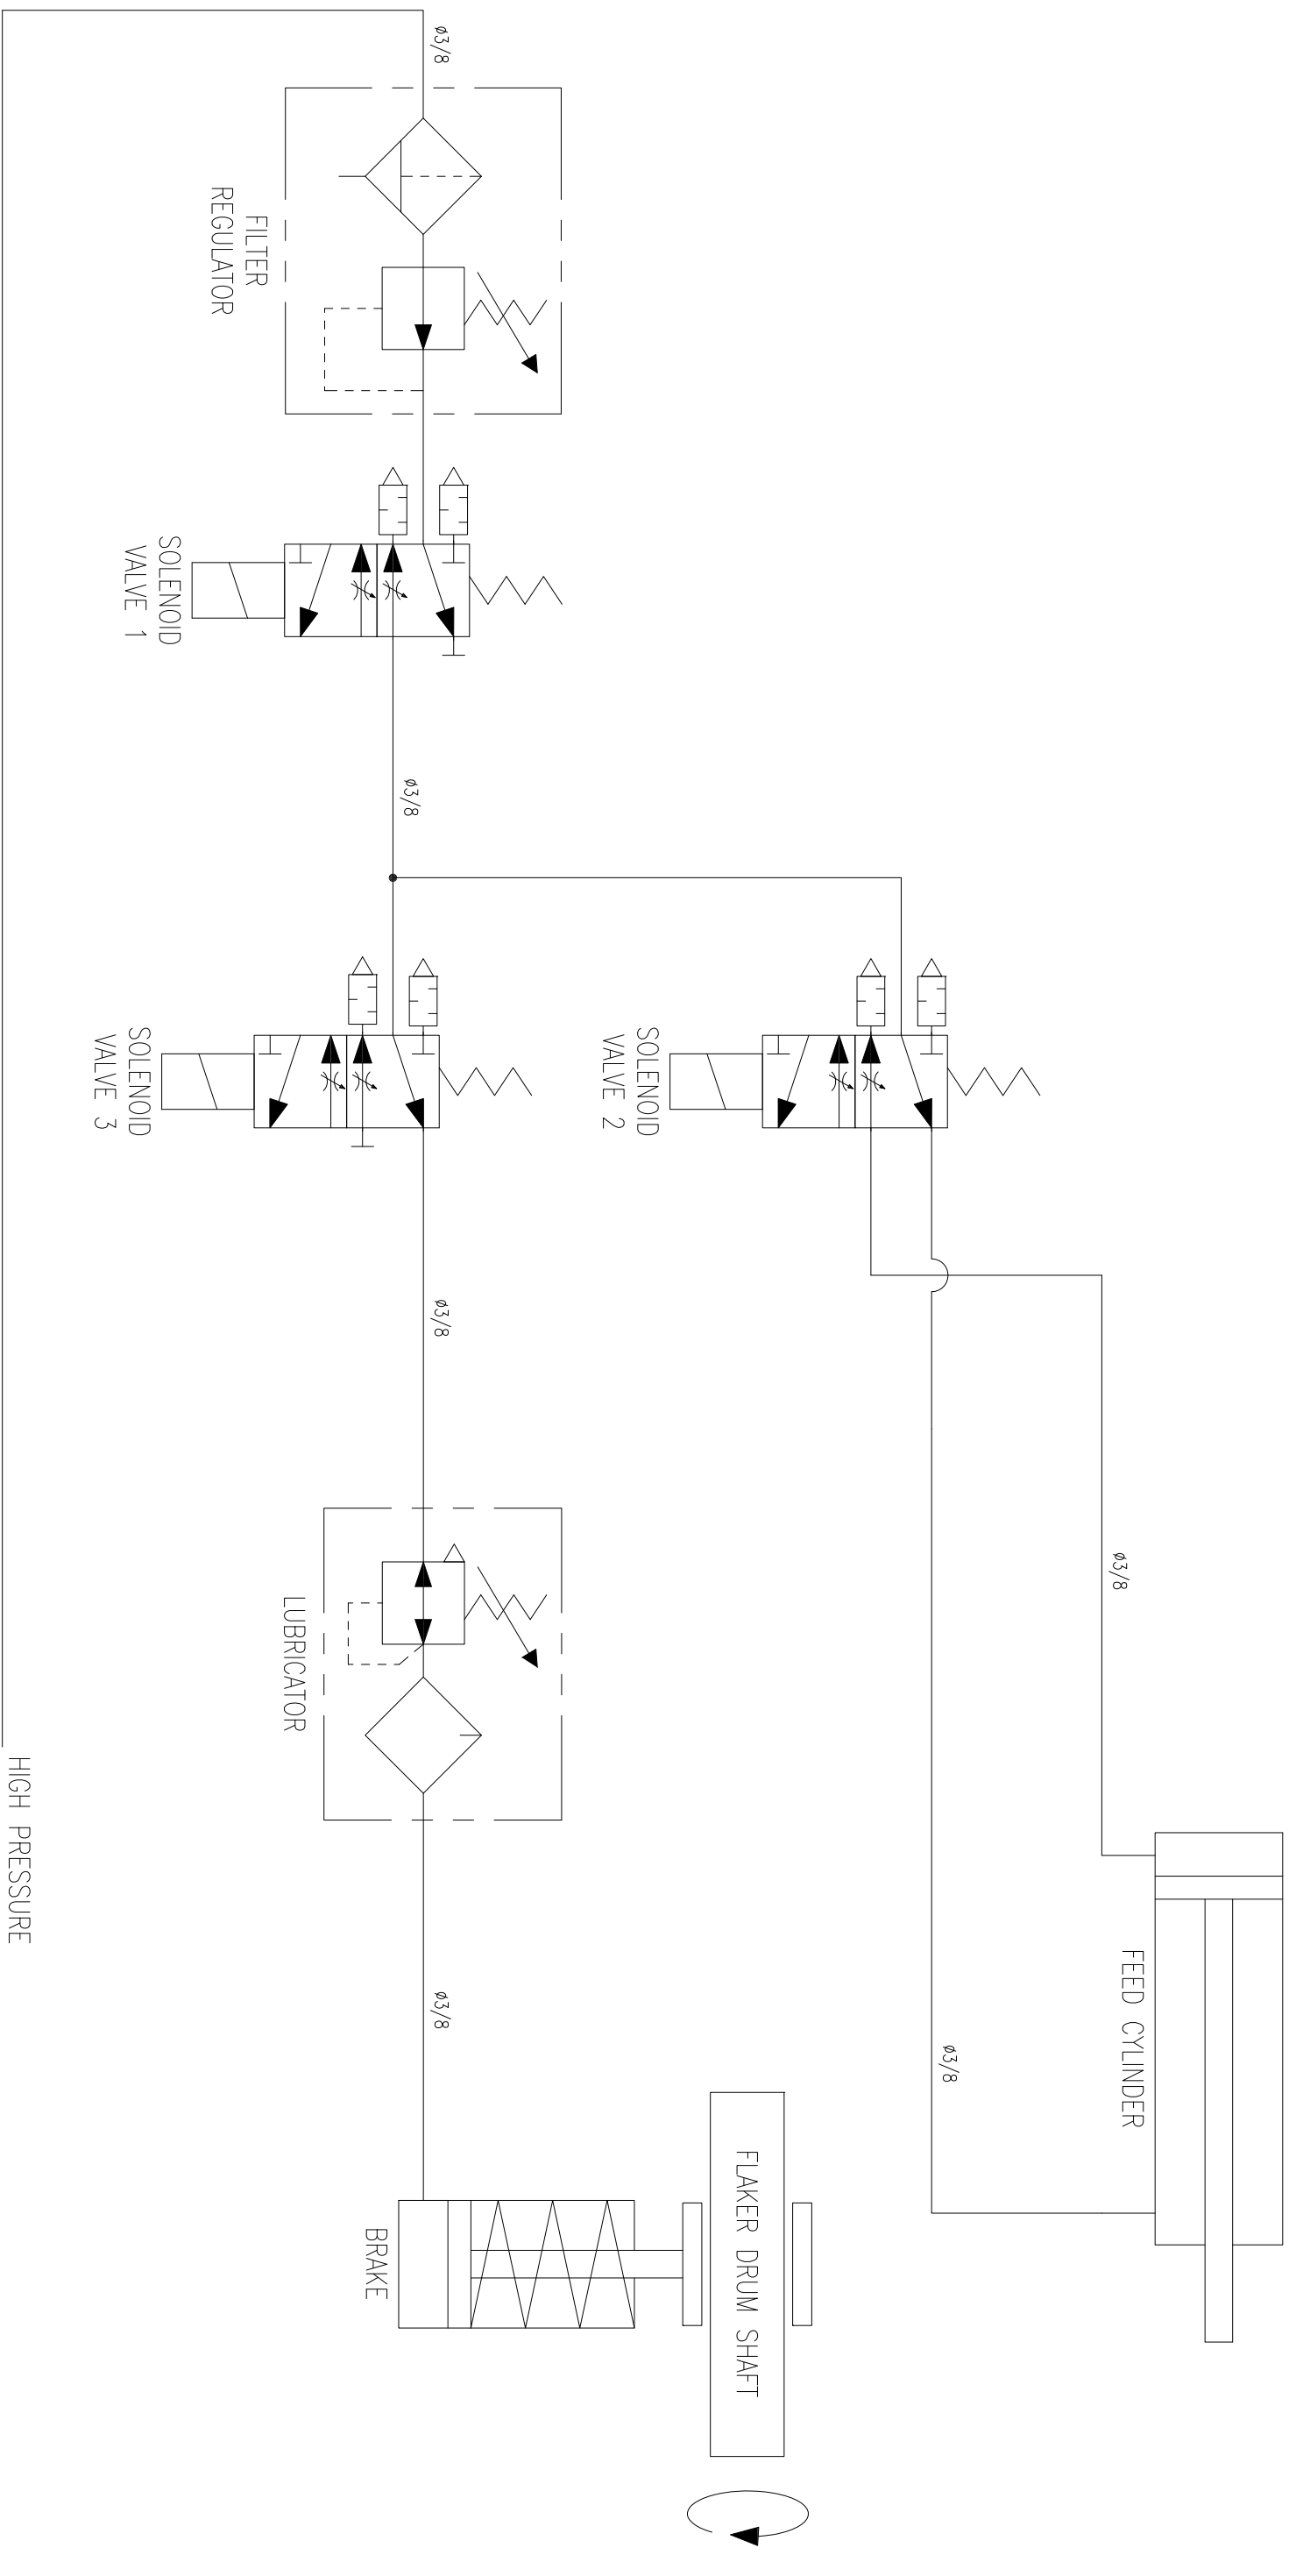 FEED CYLINDER
ø3/8
ø3/8
FLAKER DRUM SHAFT
SOLENOID
VALVE 2
ø3/8
ø3/8
ø3/8
ø3/8
BRAKE
LUBRICATOR
FILTER
REGULATOR
SOLENOID
VALVE 1
SOLENOID
VALVE 3
HIGH PRESSURE